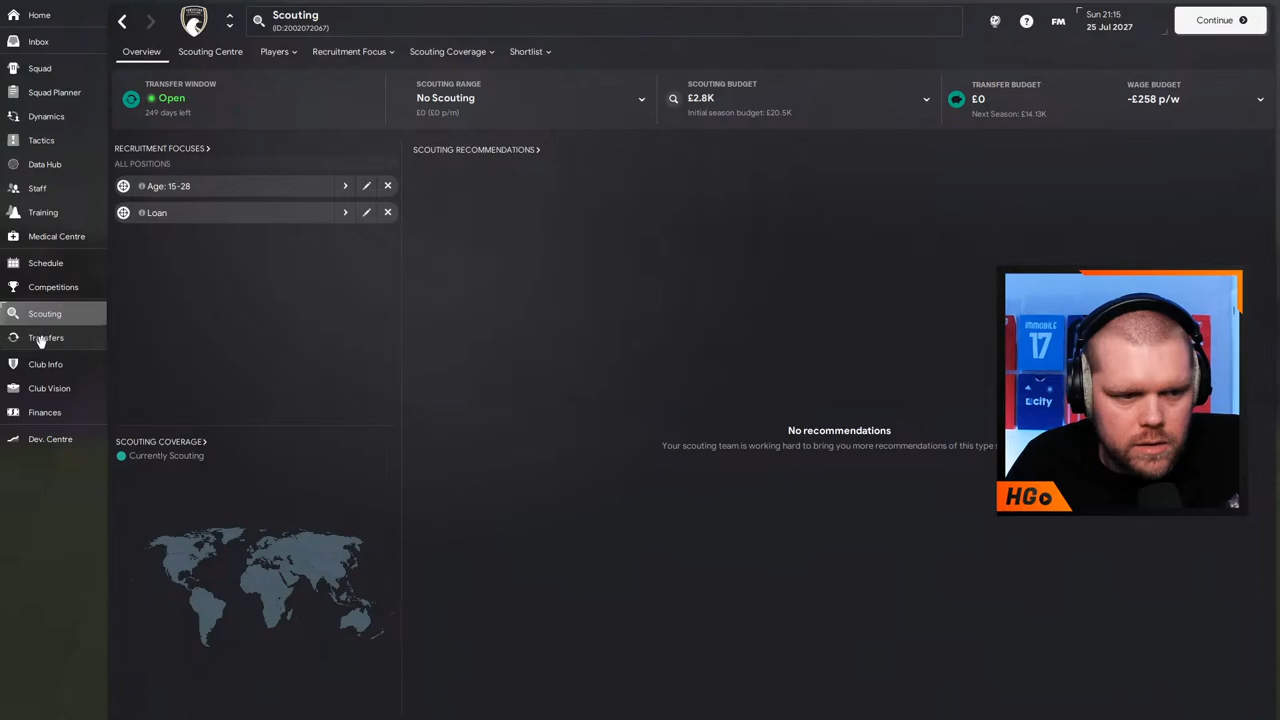 Home
Inbox
Squad
Squad Planner
Dynamics
Tactics
Data Hub
Staff
Training
Medical Centre
Schedule
Competitions
Scouting
Transfers
Club Info
Club Vision
Finances
Dev. Centre
Scouting
(ID:2002072067)
FM
Sun 21:15
25 Jul 2027
Continue
Overview
Scouting Centre
Players
Recruitment Focus
Scouting Coverage
Shortlist
TRANSFER WINDOW
Open
249 days left
SCOUTING RANGE
No Scouting
£0 (£0 p/m)
SCOUTING BUDGET
£2.8K
Initial season budget: £20.5K
TRANSFER BUDGET
£0
Next Season: £14.13K
WAGE BUDGET
-£258 p/w
RECRUITMENT FOCUSES
ALL POSITIONS
Age: 15-28
Loan
SCOUTING RECOMMENDATIONS
No recommendations
Your scouting team is working hard to bring you more recommendations of this type s
SCOUTING COVERAGE
Currently Scouting
IMMOBILE
17
city
HG